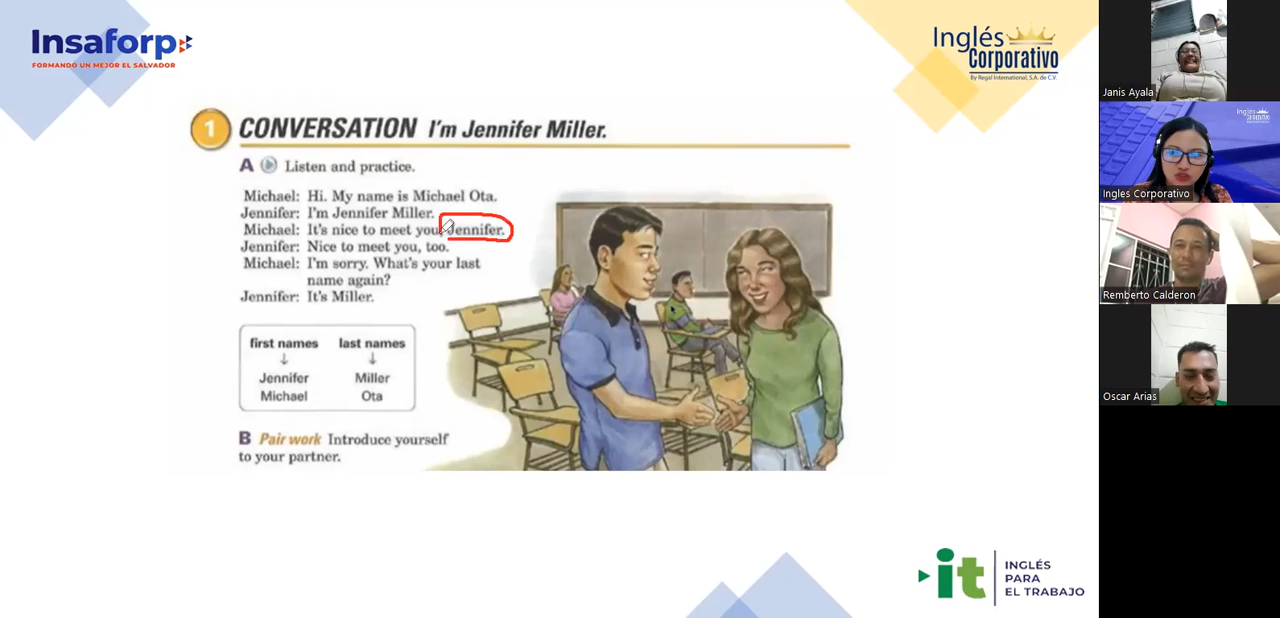 Insaforp
FORMANDO UN MEJOR EL SALVADOR
Inglés
Corporativo
By Regal International, S.A. de C.V.
1 CONVERSATION I'm Jennifer Miller.
A Listen and practice.
Michael: Hi. My name is Michael Ota.
Jennifer: I'm Jennifer Miller.
Michael: It's nice to meet you, Jennifer.
Jennifer: Nice to meet you, too.
Michael: I'm sorry. What's your last
name again?
Jennifer: It's Miller.
first names last names
↓ ↓
Jennifer Miller
Michael Ota
B Pair work Introduce yourself
to your partner.
it
INGLÉS
PARA
EL TRABAJO
Janis Ayala
Inglés
Corporativo
Ingles Corporativo
Remberto Calderon
Oscar Arias